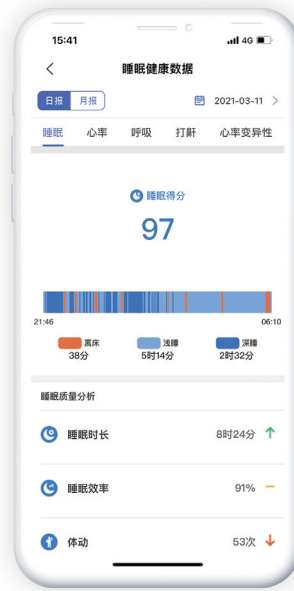 15:41 4G
睡眠健康数据
日报 月报 2021-03-11
睡眠 心率 呼吸 打鼾 心率变异性
睡眠得分
97
21:46 06:10
离床 浅睡 深睡
38分 5时14分 2时32分
睡眠质量分析
睡眠时长 8时24分
睡眠效率 91%
体动 53次